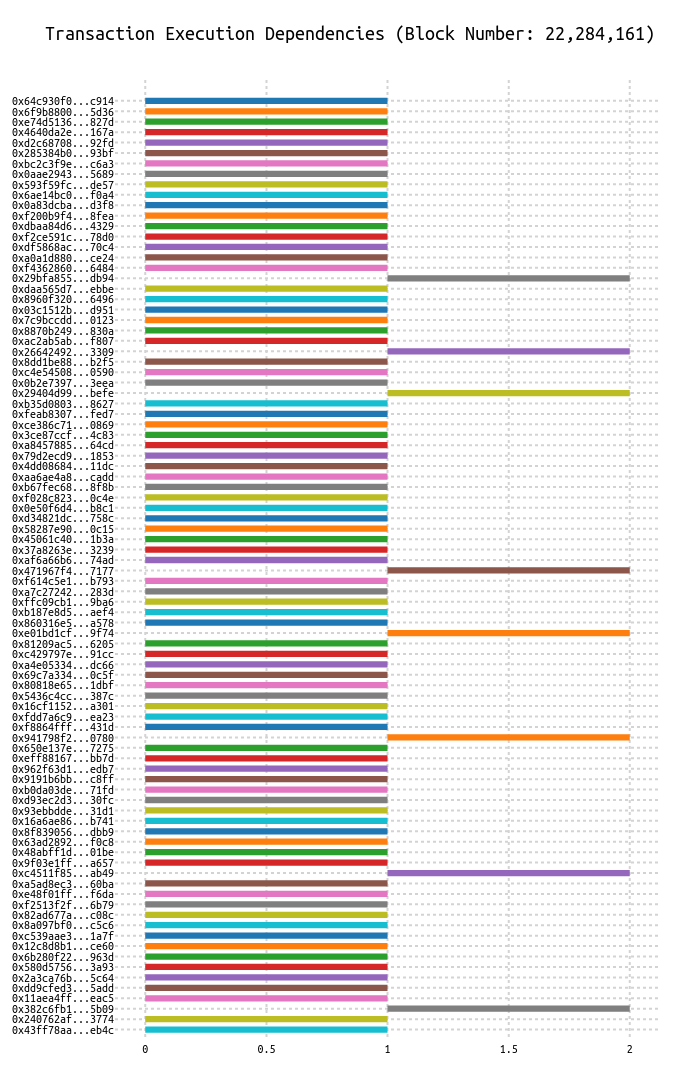 Transaction Execution Dependencies (Block Number: 22,284,161)
0x64c930f0...c914
0x6f9b8800...5d36
0xe74d5136...827d
0x4640da2e...167a
0xd2c68708...92fd
0x285384b0...93bf
0xbc2c3f9e...c6a3
0x0aae2943...5689
0x593f59fc...de57
0x6ae14bc0...f0a4
0x0a83dcba...d3f8
0xf200b9f4...8fea
0xdbaa84d6...4329
0xf2ce591c...78d0
0xdf5868ac...70c4
0xa0a1d880...ce24
0xf4362860...6484
0x29bfa855...db94
0xdaa565d7...ebbe
0x8960f320...6496
0x03c1512b...d951
0x7c9bccdd...0123
0x8870b249...830a
0xac2ab5ab...f807
0x26642492...3309
0x8dd1be88...b2f5
0xc4e54508...0590
0x0b2e7397...3eea
0x29404d99...befe
0xb35d0803...8627
0xfeab8307...fed7
0xce386c71...0869
0x3ce87ccf...4c83
0xa8457885...64cd
0x79d2ecd9...1853
0x4dd08684...11dc
0xaa6ae4a8...cadd
0xb67fec68...8f8b
0xf028c823...0c4e
0x0e50f6d4...b8c1
0xd34821dc...758c
0x58287e90...0c15
0x45061c40...1b3a
0x37a8263e...3239
0xaf6a66b6...74ad
0x471967f4...7177
0xf614c5e1...b793
0xa7c27242...283d
0xffc09cb1...9ba6
0xb187e8d5...aef4
0x860316e5...a578
0xe01bd1cf...9f74
0x81209ac5...6205
0xc429797e...91cc
0xa4e05334...dc66
0x69c7a334...0c5f
0x80818e65...1dbf
0x5436c4cc...387c
0x16cf1152...a301
0xfdd7a6c9...ea23
0xf8864fff...431d
0x941798f2...0780
0x650e137e...7275
0xeff88167...bb7d
0x962f63d1...edb7
0x9191b6bb...c8ff
0xb0da03de...71fd
0xd93ec2d3...30fc
0x93ebbdde...31d1
0x16a6ae86...b741
0x8f839056...dbb9
0x63ad2892...f0c8
0x48abff1d...01be
0x9f03e1ff...a657
0xc4511f85...ab49
0xa5ad8ec3...60ba
0xe48f01ff...f6da
0xf2513f2f...6b79
0x82ad677a...c08c
0x8a097bf0...c5c6
0xc539aae3...1a7f
0x12c8d8b1...ce60
0x6b280f22...963d
0x580d5756...3a93
0x2a3ca76b...5c64
0xdd9cfed3...5add
0x11aea4ff...eac5
0x382c6fb1...5b09
0x240762af...3774
0x43ff78aa...eb4c
0 0.5 1 1.5 2